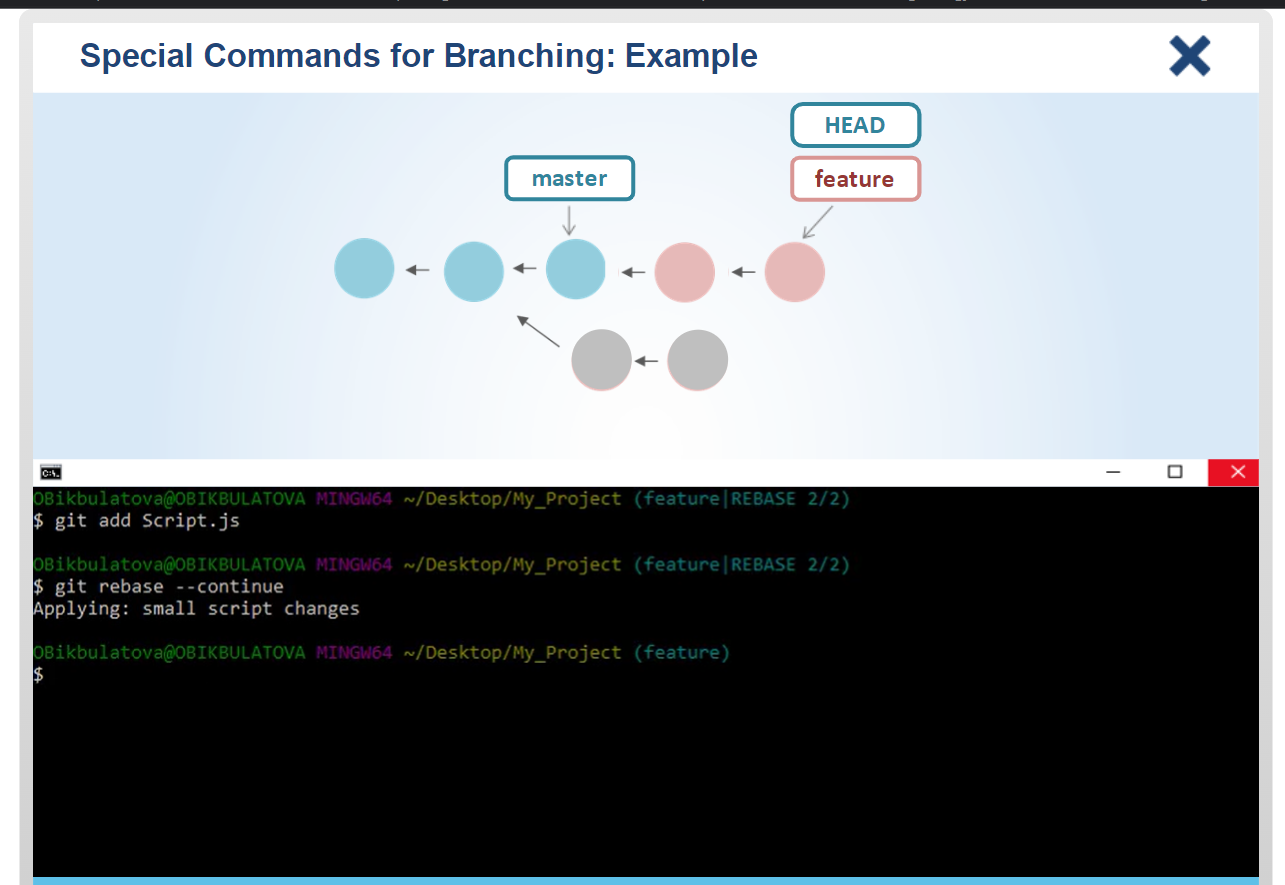 Special Commands for Branching: Example
HEAD
master
feature
C:\.
OBikbulatova@OBIKBULATOVA MINGW64 ~/Desktop/My_Project (feature|REBASE 2/2)
$ git add Script.js
OBikbulatova@OBIKBULATOVA MINGW64 ~/Desktop/My_Project (feature|REBASE 2/2)
$ git rebase --continue
Applying: small script changes
OBikbulatova@OBIKBULATOVA MINGW64 ~/Desktop/My_Project (feature)
$